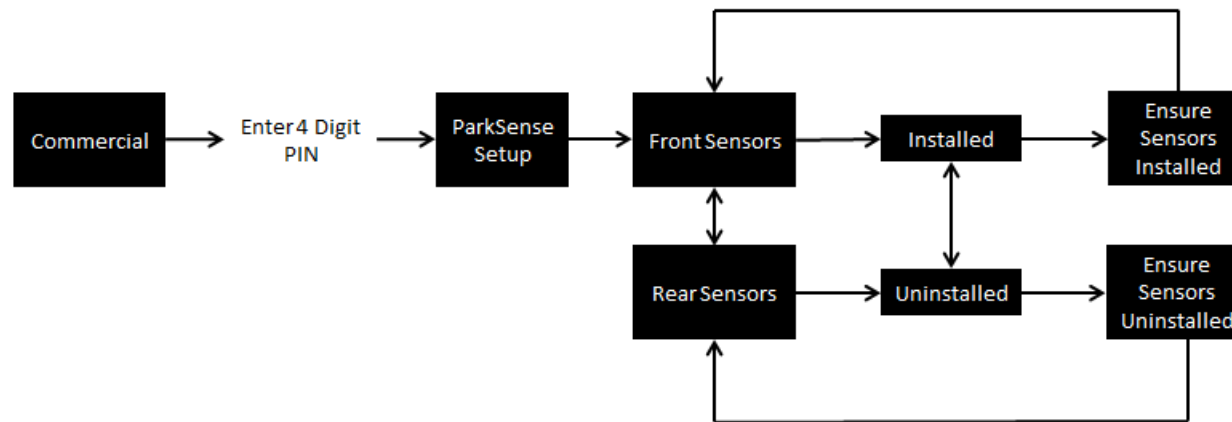 Commercial
Enter 4 Digit
PIN
ParkSense
Setup
Front Sensors
Installed
Ensure
Sensors
Installed
Rear Sensors
Uninstalled
Ensure
Sensors
Uninstalled